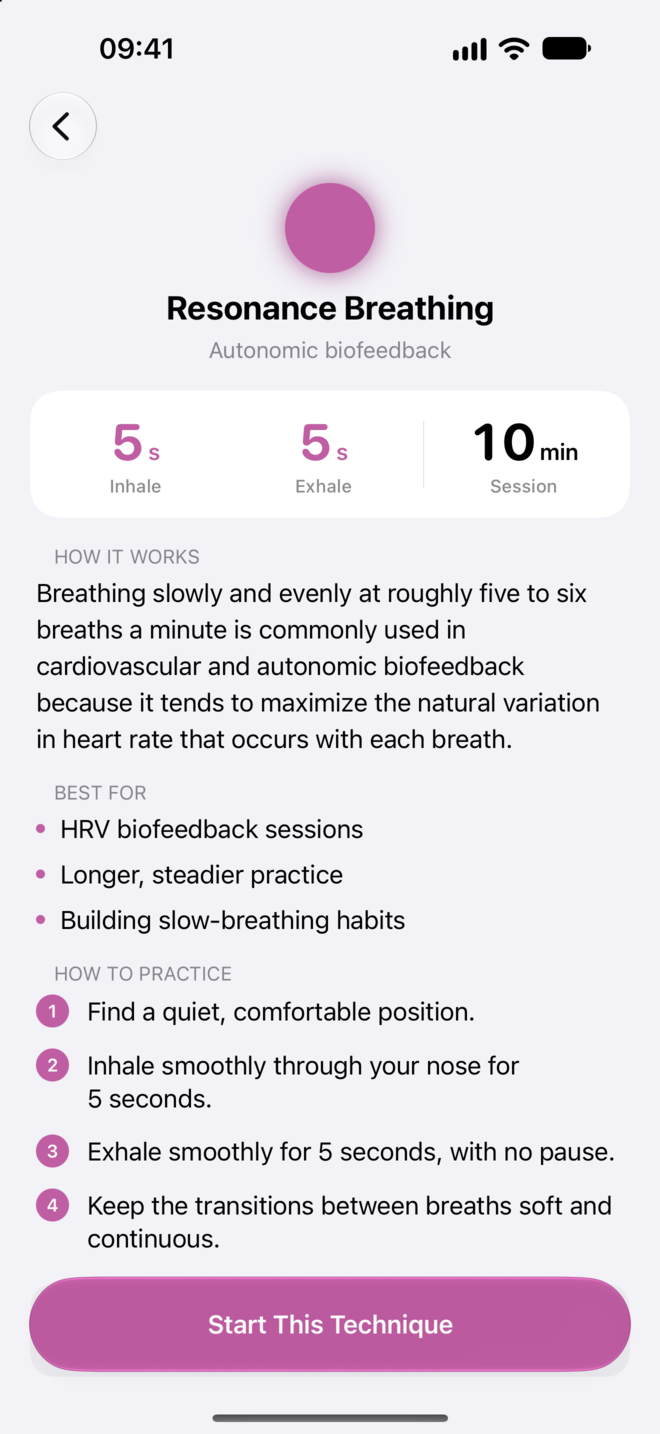 09:41
Resonance Breathing
Autonomic biofeedback
5 s 5 s 10 min
Inhale Exhale Session
HOW IT WORKS
Breathing slowly and evenly at roughly five to six
breaths a minute is commonly used in
cardiovascular and autonomic biofeedback
because it tends to maximize the natural variation
in heart rate that occurs with each breath.
BEST FOR
• HRV biofeedback sessions
• Longer, steadier practice
• Building slow-breathing habits
HOW TO PRACTICE
1 Find a quiet, comfortable position.
2 Inhale smoothly through your nose for
5 seconds.
3 Exhale smoothly for 5 seconds, with no pause.
4 Keep the transitions between breaths soft and
continuous.
Start This Technique